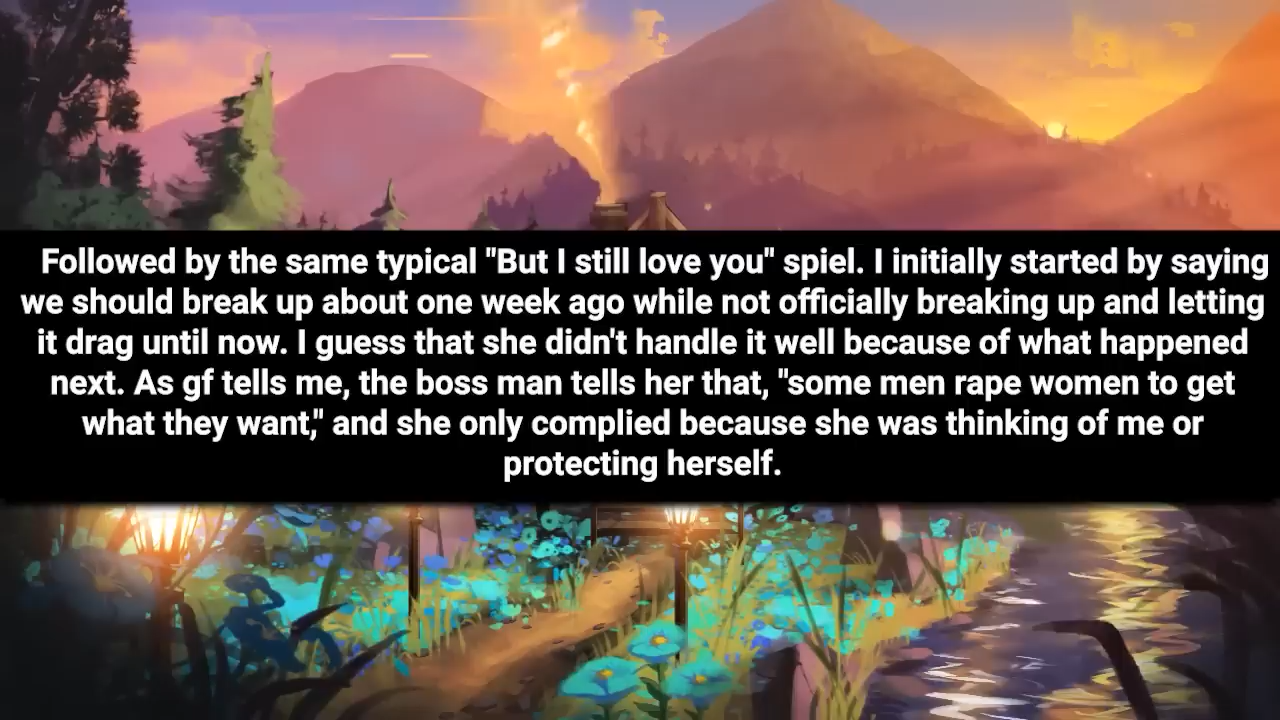 Followed by the same typical "But I still love you" spiel. I initially started by saying
we should break up about one week ago while not officially breaking up and letting
it drag until now. I guess that she didn't handle it well because of what happened
next. As gf tells me, the boss man tells her that, "some men rape women to get
what they want," and she only complied because she was thinking of me or
protecting herself.